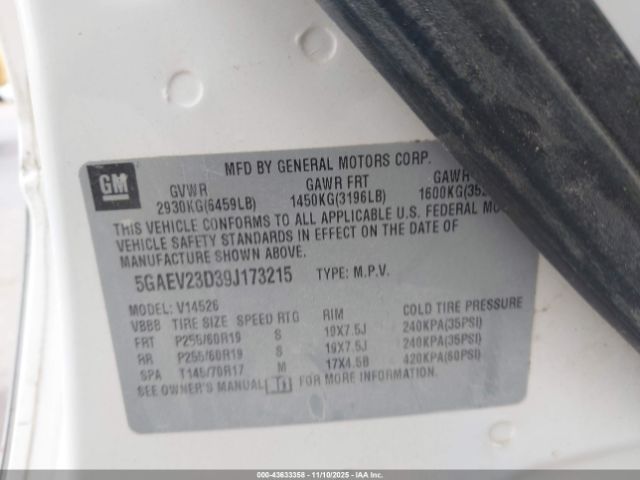 MFD BY GENERAL MOTORS CORP.
GM
GVWR GAWR FRT GAWR
2930KG(6459LB) 1450KG(3196LB) 1600KG(35
THIS VEHICLE CONFORMS TO ALL APPLICABLE U.S. FEDERAL MO
VEHICLE SAFETY STANDARDS IN EFFECT ON THE DATE OF
MANUFACTURE SHOWN ABOVE.
5GAEV23D39J173215 TYPE: M.P.V.
MODEL: V14526
VBBB TIRE SIZE SPEED RTG RIM COLD TIRE PRESSURE
FRT P255/60R19 S 19X7.5J 240KPA(35PSI)
RR P255/60R19 S 19X7.5J 240KPA(35PSI)
SPA T145/70R17 M 17X4.5B 420KPA(60PSI)
SEE OWNER'S MANUAL FOR MORE INFORMATION.
000-43633358 - 11/10/2025 - IAAI.COM